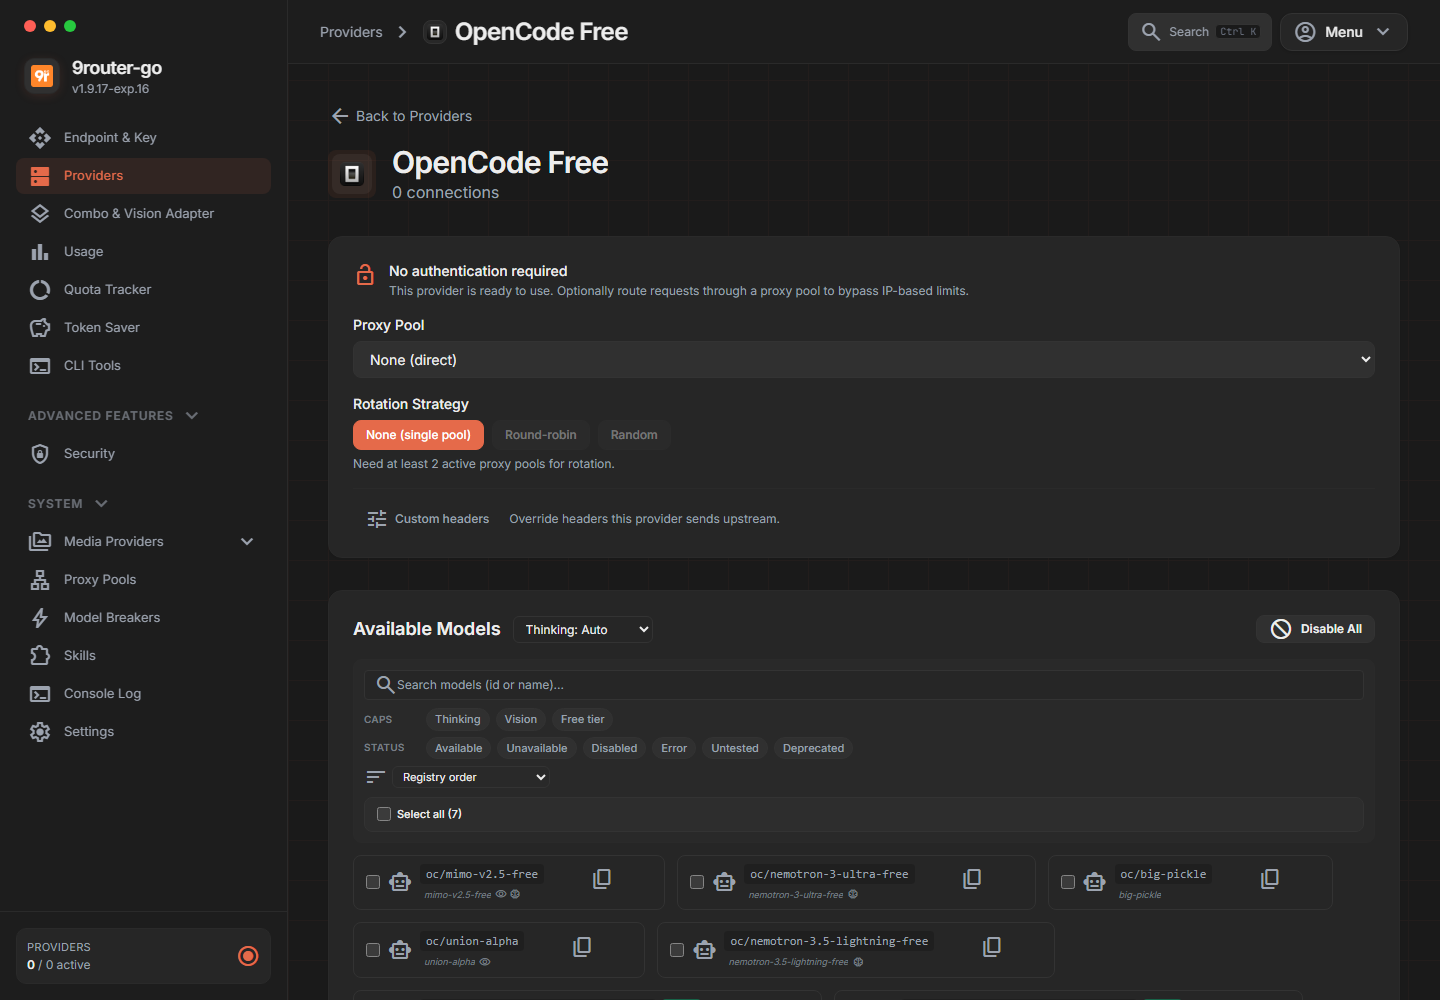 9router-go
v1.9.17-exp.16
Endpoint & Key
Providers
Combo & Vision Adapter
Usage
Quota Tracker
Token Saver
CLI Tools
ADVANCED FEATURES
Security
SYSTEM
Media Providers
Proxy Pools
Model Breakers
Skills
Console Log
Settings
PROVIDERS
0 / 0 active
Providers
OpenCode Free
Search Ctrl K
Menu
Back to Providers
OpenCode Free
0 connections
No authentication required
This provider is ready to use. Optionally route requests through a proxy pool to bypass IP-based limits.
Proxy Pool
None (direct)
Rotation Strategy
None (single pool) Round-robin Random
Need at least 2 active proxy pools for rotation.
Custom headers Override headers this provider sends upstream.
Available Models Thinking: Auto Disable All
Search models (id or name)...
CAPS Thinking Vision Free tier
STATUS Available Unavailable Disabled Error Untested Deprecated
Registry order
Select all (7)
oc/mimo-v2.5-free
mimo-v2.5-free
oc/nemotron-3-ultra-free
nemotron-3-ultra-free
oc/big-pickle
big-pickle
oc/union-alpha
union-alpha
oc/nemotron-3.5-lightning-free
nemotron-3.5-lightning-free